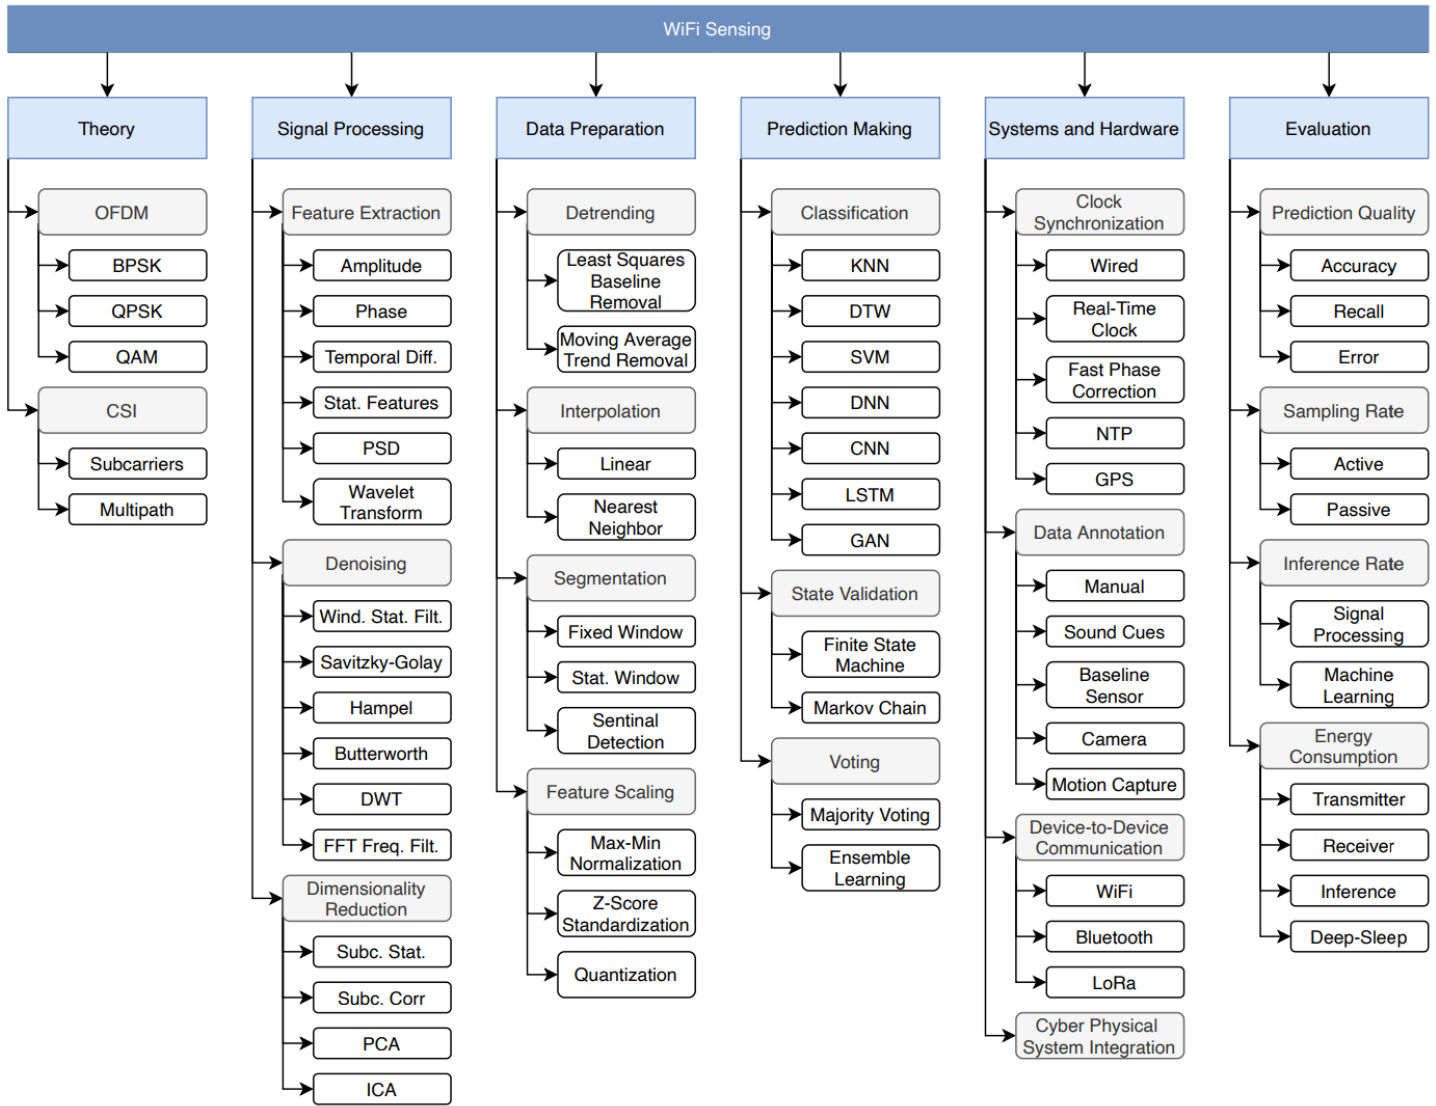 WiFi Sensing
Theory
OFDM
BPSK
QPSK
QAM
CSI
Subcarriers
Multipath
Signal Processing
Feature Extraction
Amplitude
Phase
Temporal Diff.
Stat. Features
PSD
Wavelet
Transform
Denoising
Wind. Stat. Filt.
Savitzky-Golay
Hampel
Butterworth
DWT
FFT Freq. Filt.
Dimensionality
Reduction
Subc. Stat.
Subc. Corr
PCA
ICA
Data Preparation
Detrending
Least Squares
Baseline
Removal
Moving Average
Trend Removal
Interpolation
Linear
Nearest
Neighbor
Segmentation
Fixed Window
Stat. Window
Sentinal
Detection
Feature Scaling
Max-Min
Normalization
Z-Score
Standardization
Quantization
Prediction Making
Classification
KNN
DTW
SVM
DNN
CNN
LSTM
GAN
State Validation
Finite State
Machine
Markov Chain
Voting
Majority Voting
Ensemble
Learning
Systems and Hardware
Clock
Synchronization
Wired
Real-Time
Clock
Fast Phase
Correction
NTP
GPS
Data Annotation
Manual
Sound Cues
Baseline
Sensor
Camera
Motion Capture
Device-to-Device
Communication
WiFi
Bluetooth
LoRa
Cyber Physical
System Integration
Evaluation
Prediction Quality
Accuracy
Recall
Error
Sampling Rate
Active
Passive
Inference Rate
Signal
Processing
Machine
Learning
Energy
Consumption
Transmitter
Receiver
Inference
Deep-Sleep